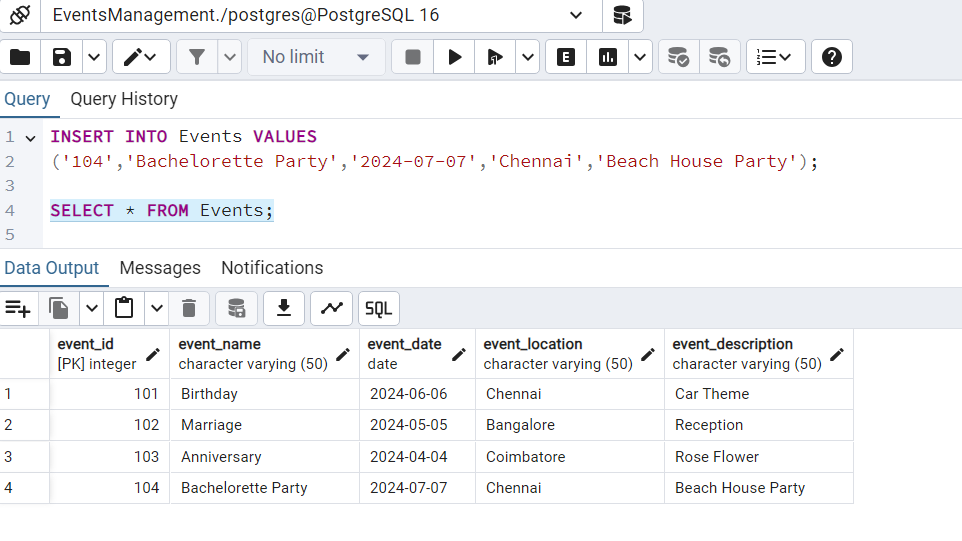 EventsManagement./postgres@PostgreSQL 16
No limit
E
Query Query History
1 INSERT INTO Events VALUES
2 ('104','Bachelorette Party','2024-07-07','Chennai','Beach House Party');
3
4 SELECT * FROM Events;
5
Data Output Messages Notifications
SQL
event_id event_name event_date event_location event_description
[PK] integer character varying (50) date character varying (50) character varying (50)
1 101 Birthday 2024-06-06 Chennai Car Theme
2 102 Marriage 2024-05-05 Bangalore Reception
3 103 Anniversary 2024-04-04 Coimbatore Rose Flower
4 104 Bachelorette Party 2024-07-07 Chennai Beach House Party